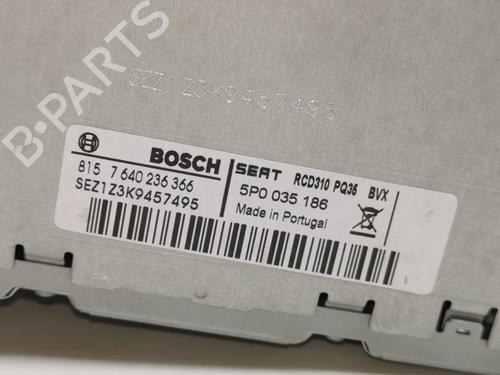 B-PARTS
SEZ1Z3K9457495
BOSCH
SEAT RCD310 PQ35 BVX
815 7 640 236 366
5P0 035 186
SEZ1Z3K9457495
Made in Portugal